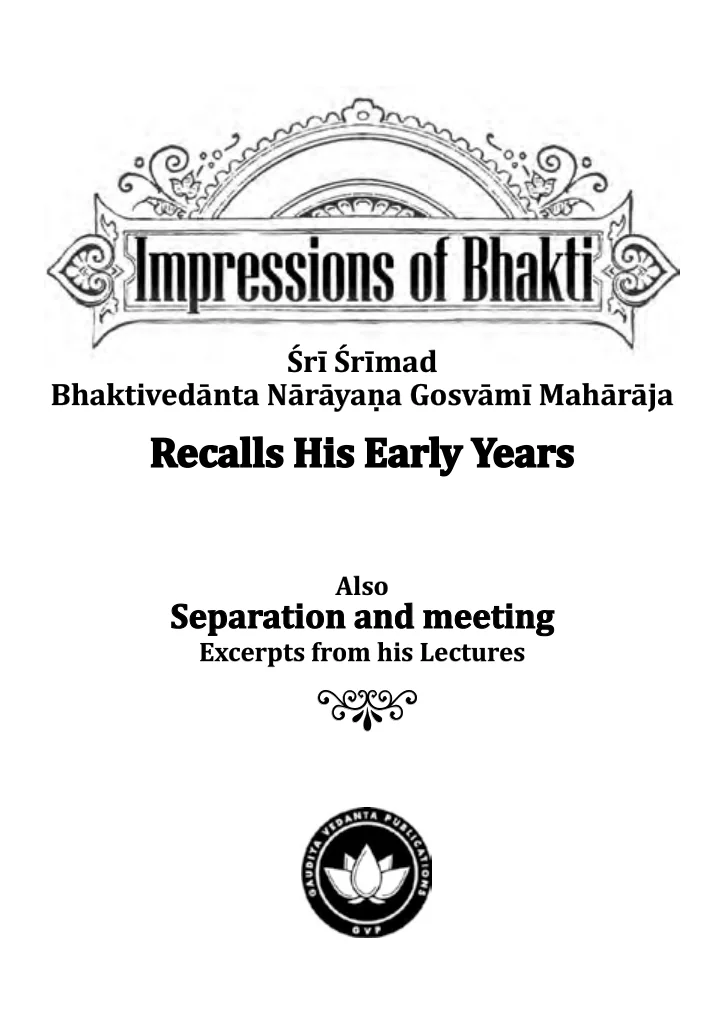 Impressions of Bhakti
Śrī Śrīmad
Bhaktivedānta Nārāyaṇa Gosvāmī Mahārāja
Recalls His Early Years
Also
Separation and meeting
Excerpts from his Lectures
GAUDIYA VEDANTA PUBLICATIONS
GVP